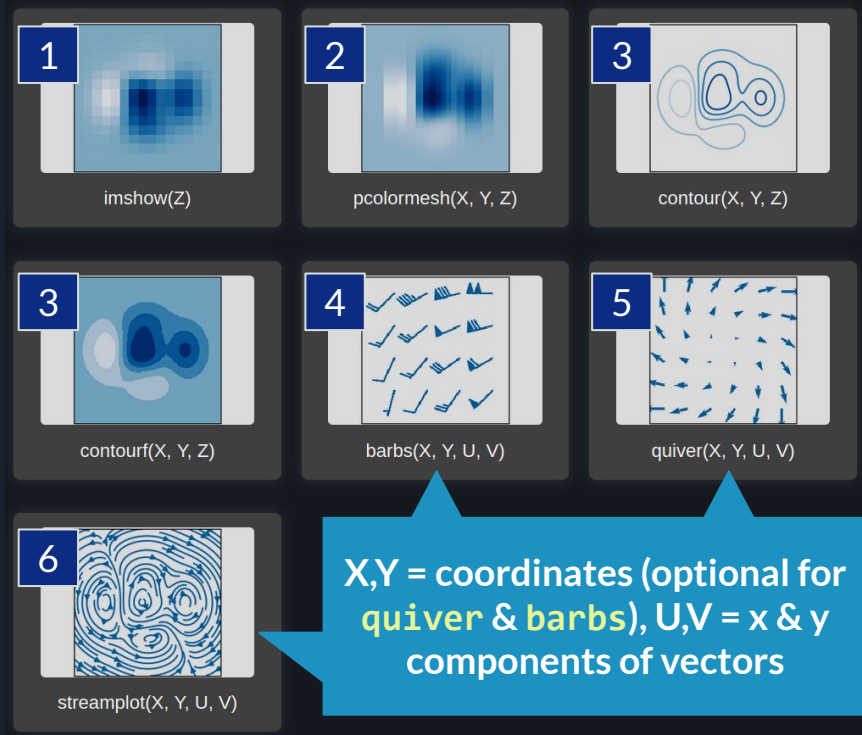 1
imshow(Z)
2
pcolormesh(X, Y, Z)
3
contour(X, Y, Z)
3
contourf(X, Y, Z)
4
barbs(X, Y, U, V)
5
quiver(X, Y, U, V)
6
streamplot(X, Y, U, V)
X,Y = coordinates (optional for
quiver & barbs), U,V = x & y
components of vectors